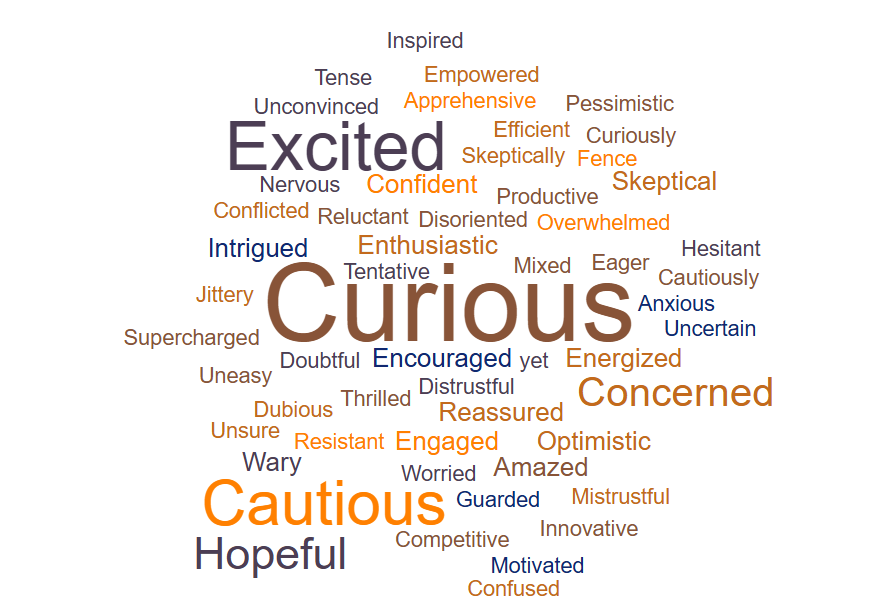 Inspired
Tense
Empowered
Unconvinced
Apprehensive
Pessimistic
Excited
Efficient
Curiously
Skeptically
Fence
Nervous
Confident
Productive
Skeptical
Conflicted
Reluctant
Disoriented
Overwhelmed
Intrigued
Enthusiastic
Hesitant
Tentative
Mixed
Eager
Cautiously
Jittery
Curious
Anxious
Uncertain
Supercharged
Doubtful
Encouraged
yet
Energized
Uneasy
Distrustful
Concerned
Dubious
Thrilled
Reassured
Unsure
Resistant
Engaged
Optimistic
Wary
Worried
Amazed
Cautious
Guarded
Mistrustful
Hopeful
Competitive
Innovative
Motivated
Confused